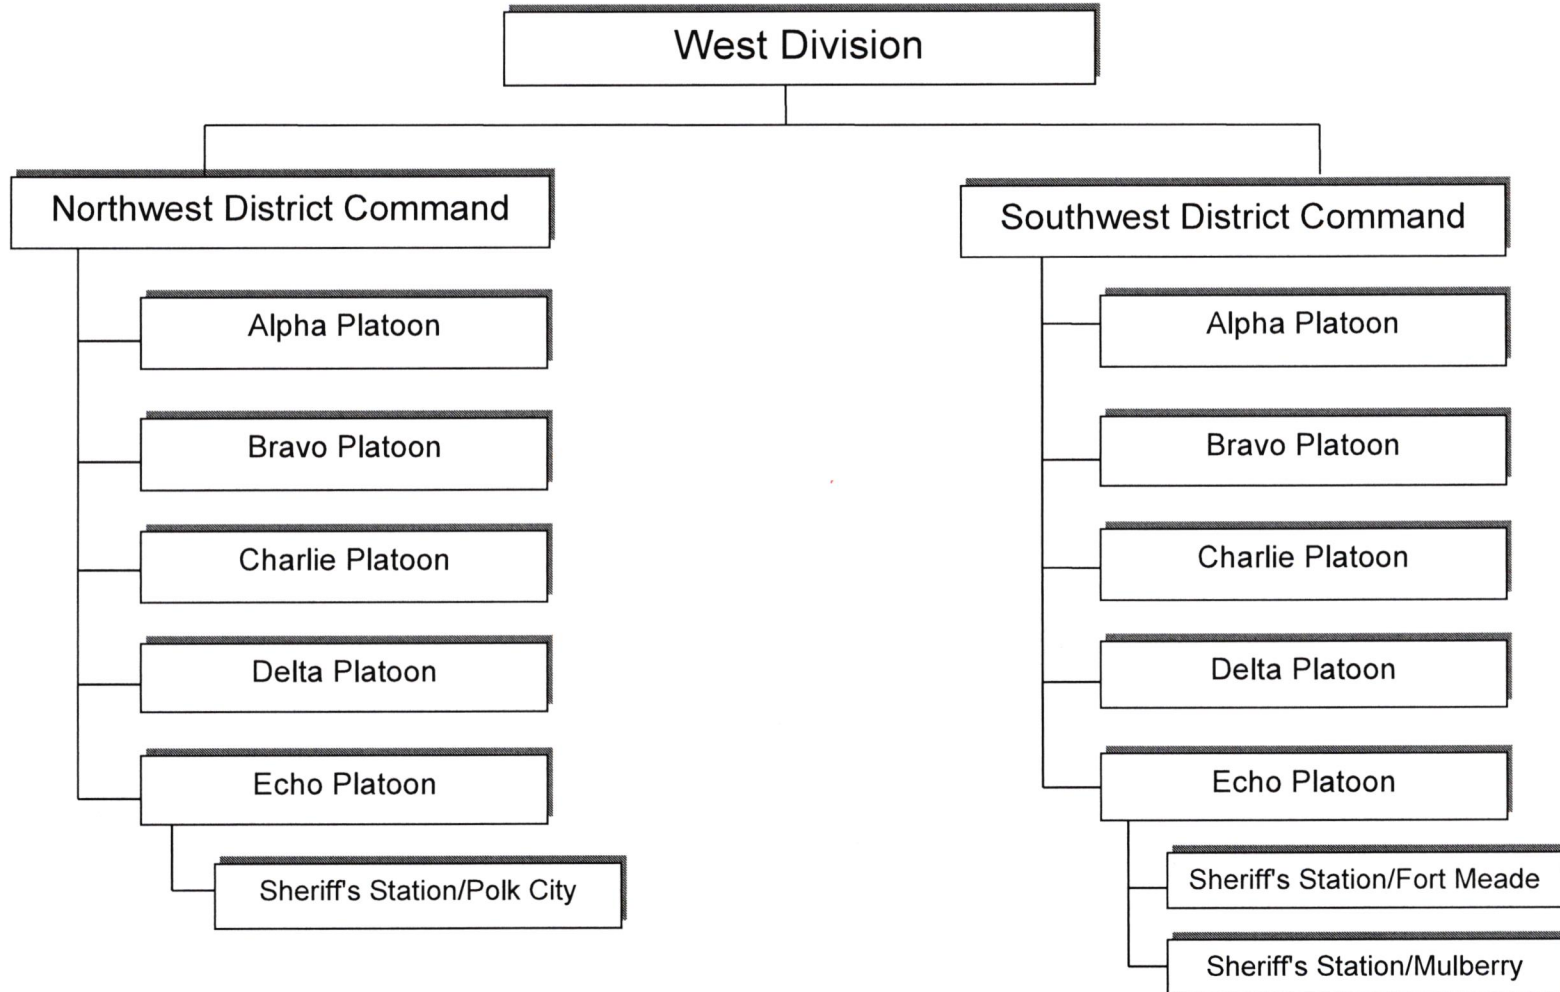 West Division
Northwest District Command
Alpha Platoon
Bravo Platoon
Charlie Platoon
Delta Platoon
Echo Platoon
Sheriff's Station/Polk City
Southwest District Command
Alpha Platoon
Bravo Platoon
Charlie Platoon
Delta Platoon
Echo Platoon
Sheriff's Station/Fort Meade
Sheriff's Station/Mulberry